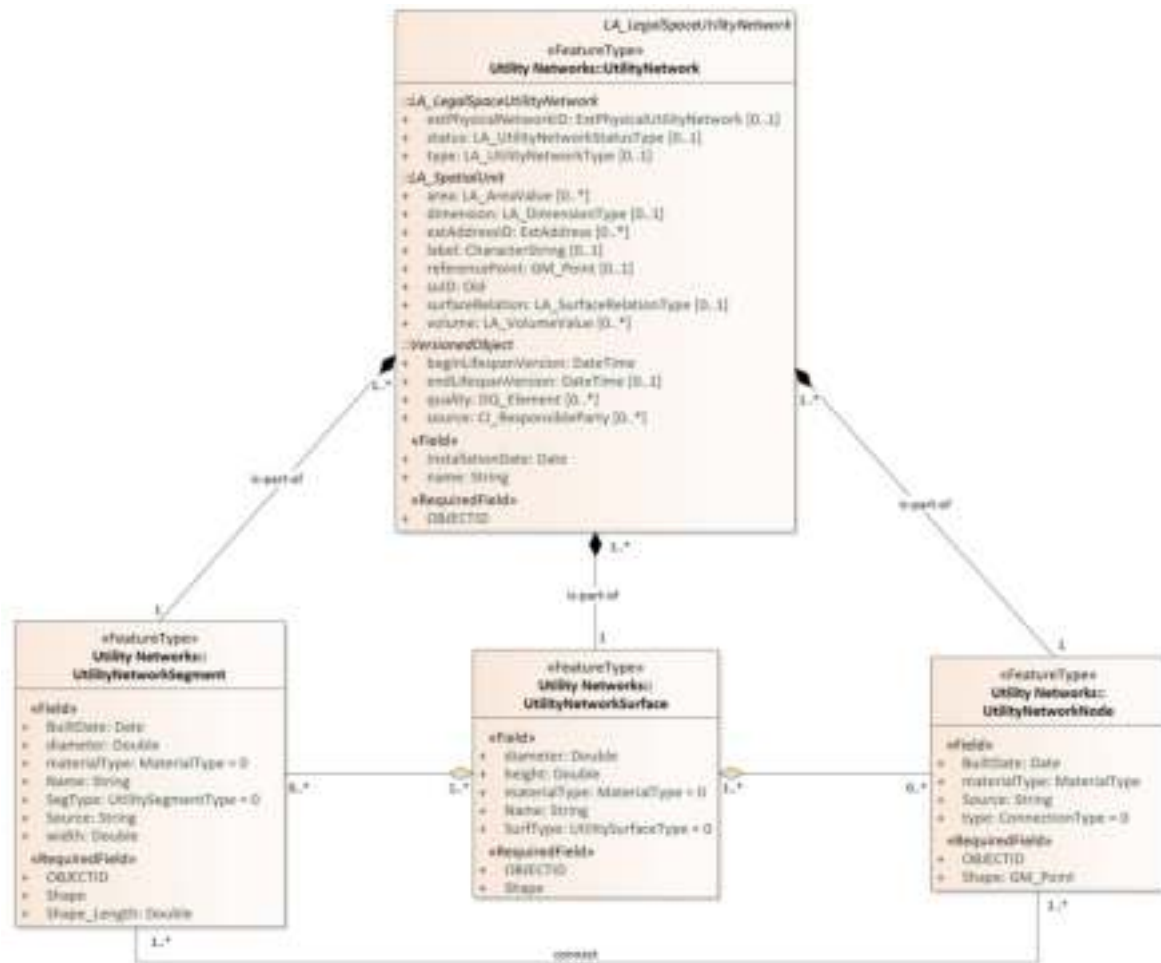 LA_LegalSpaceUtilityNetwork
«FeatureType»
Utility Networks::UtilityNetwork
::LA_LegalSpaceUtilityNetwork
+ extPhysicalNetworkID: ExtPhysicalUtilityNetwork [0..1]
+ status: LA_UtilityNetworkStatusType [0..1]
+ type: LA_UtilityNetworkType [0..1]
::LA_SpatialUnit
+ area: LA_AreaValue [0..*]
+ dimension: LA_DimensionType [0..1]
+ extAddressID: ExtAddress [0..*]
+ label: CharacterString [0..1]
+ referencePoint: GM_Point [0..1]
+ suID: Oid
+ surfaceRelation: LA_SurfaceRelationType [0..1]
+ volume: LA_VolumeValue [0..*]
::VersionedObject
+ beginLifespanVersion: DateTime
+ endLifespanVersion: DateTime [0..1]
+ quality: DQ_Element [0..*]
+ source: CI_ResponsibleParty [0..*]
«Field»
+ InstallationDate: Date
+ name: String
«RequiredField»
+ OBJECTID
1..*
1..*
1..*
is-part-of
is-part-of
is-part-of
1
1
1
«FeatureType»
Utility Networks::
UtilityNetworkSegment
«Field»
+ BuiltDate: Date
+ diameter: Double
+ materialType: MaterialType = 0
+ Name: String
+ SegType: UtilitySegmentType = 0
+ Source: String
+ width: Double
«RequiredField»
+ OBJECTID
+ Shape
+ Shape_Length: Double
0..*
1..*
«FeatureType»
Utility Networks::
UtilityNetworkSurface
«Field»
+ diameter: Double
+ height: Double
+ materialType: MaterialType = 0
+ Name: String
+ SurfType: UtilitySurfaceType = 0
«RequiredField»
+ OBJECTID
+ Shape
1..*
0..*
«FeatureType»
Utility Networks::
UtilityNetworkNode
«Field»
+ BuiltDate: Date
+ materialType: MaterialType
+ Source: String
+ type: ConnectionType = 0
«RequiredField»
+ OBJECTID
+ Shape: GM_Point
1..*
1..*
connect